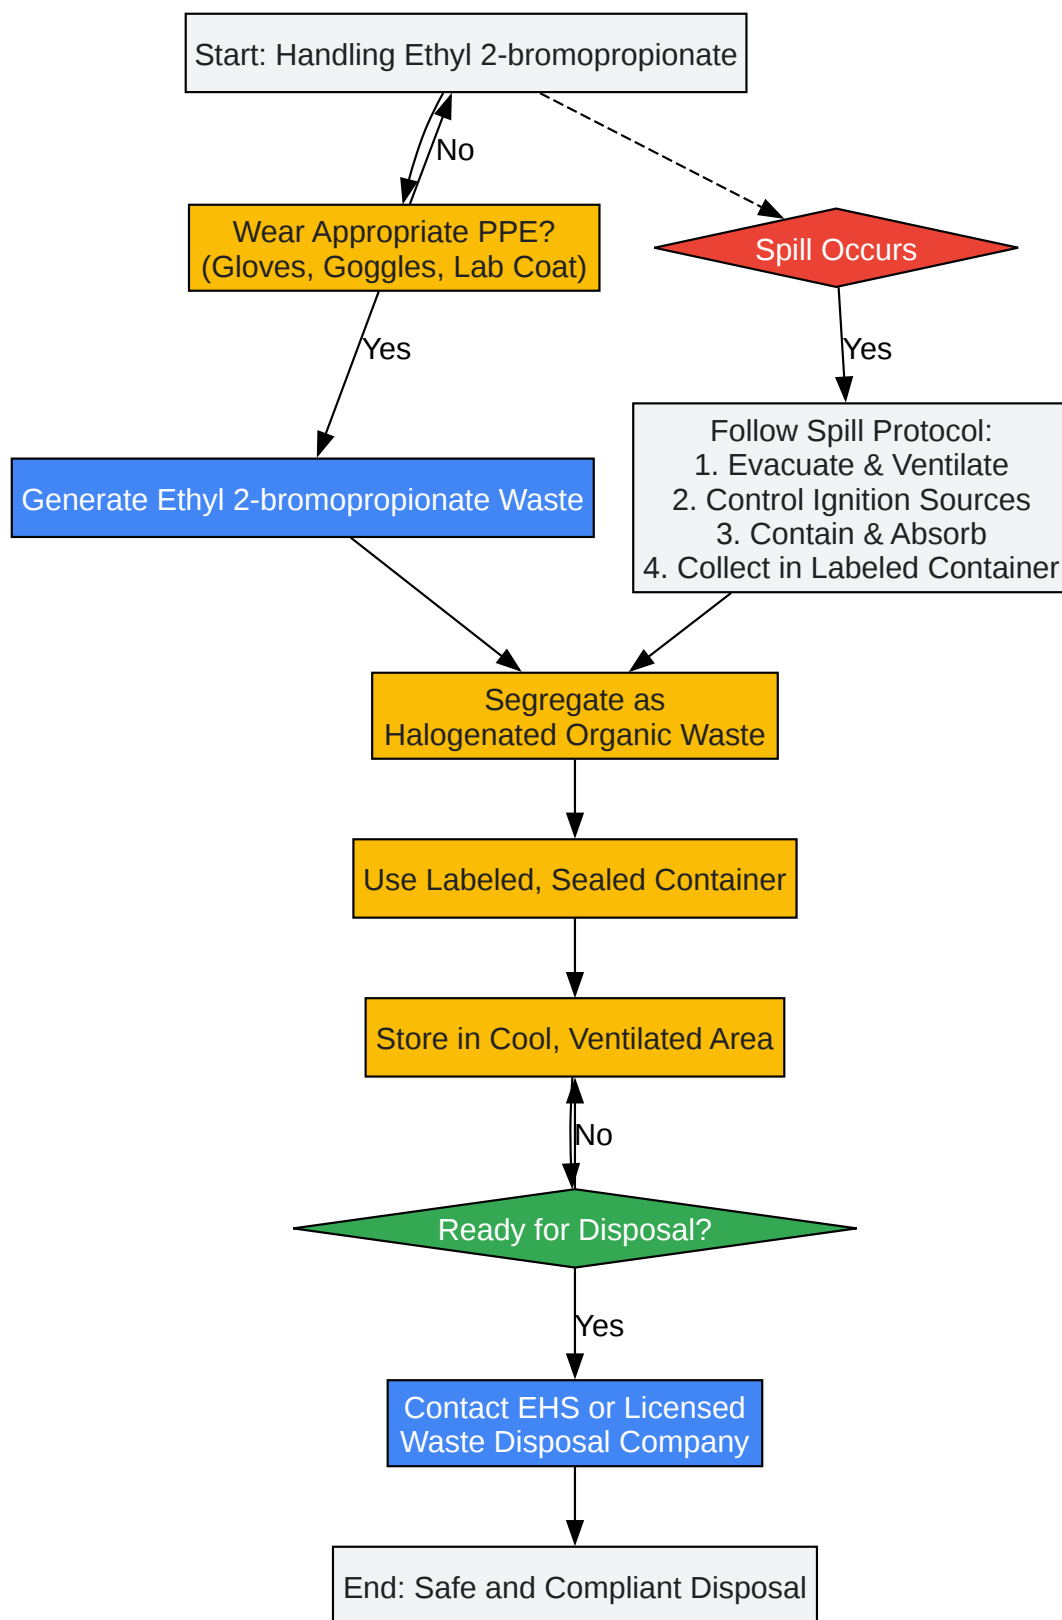 Start: Handling Ethyl 2-bromopropionate
No
Wear Appropriate PPE?
(Gloves, Goggles, Lab Coat)
Spill Occurs
Yes
Yes
Follow Spill Protocol:
1. Evacuate & Ventilate
2. Control Ignition Sources
3. Contain & Absorb
4. Collect in Labeled Container
Generate Ethyl 2-bromopropionate Waste
Segregate as
Halogenated Organic Waste
Use Labeled, Sealed Container
Store in Cool, Ventilated Area
No
Ready for Disposal?
Yes
Contact EHS or Licensed
Waste Disposal Company
End: Safe and Compliant Disposal